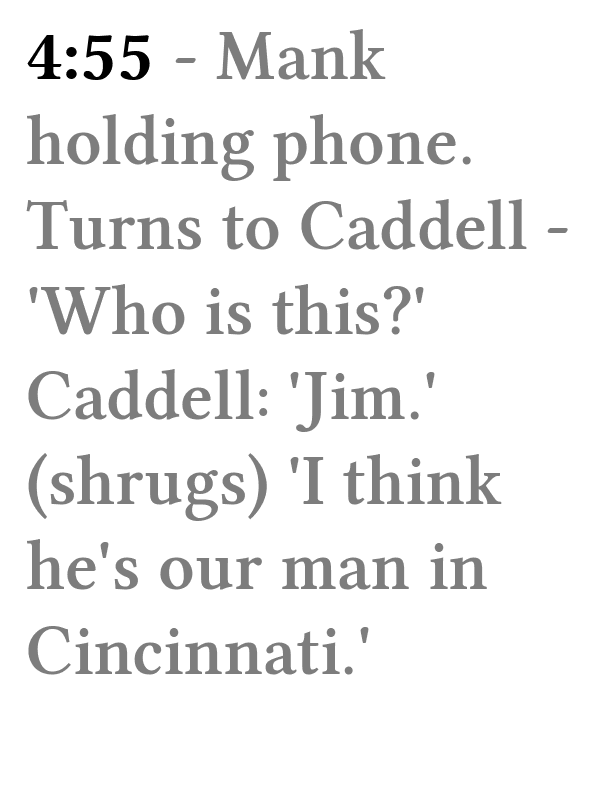 4:55 - Mank
holding phone.
Turns to Caddell -
'Who is this?'
Caddell: 'Jim.'
(shrugs) 'I think
he's our man in
Cincinnati.'